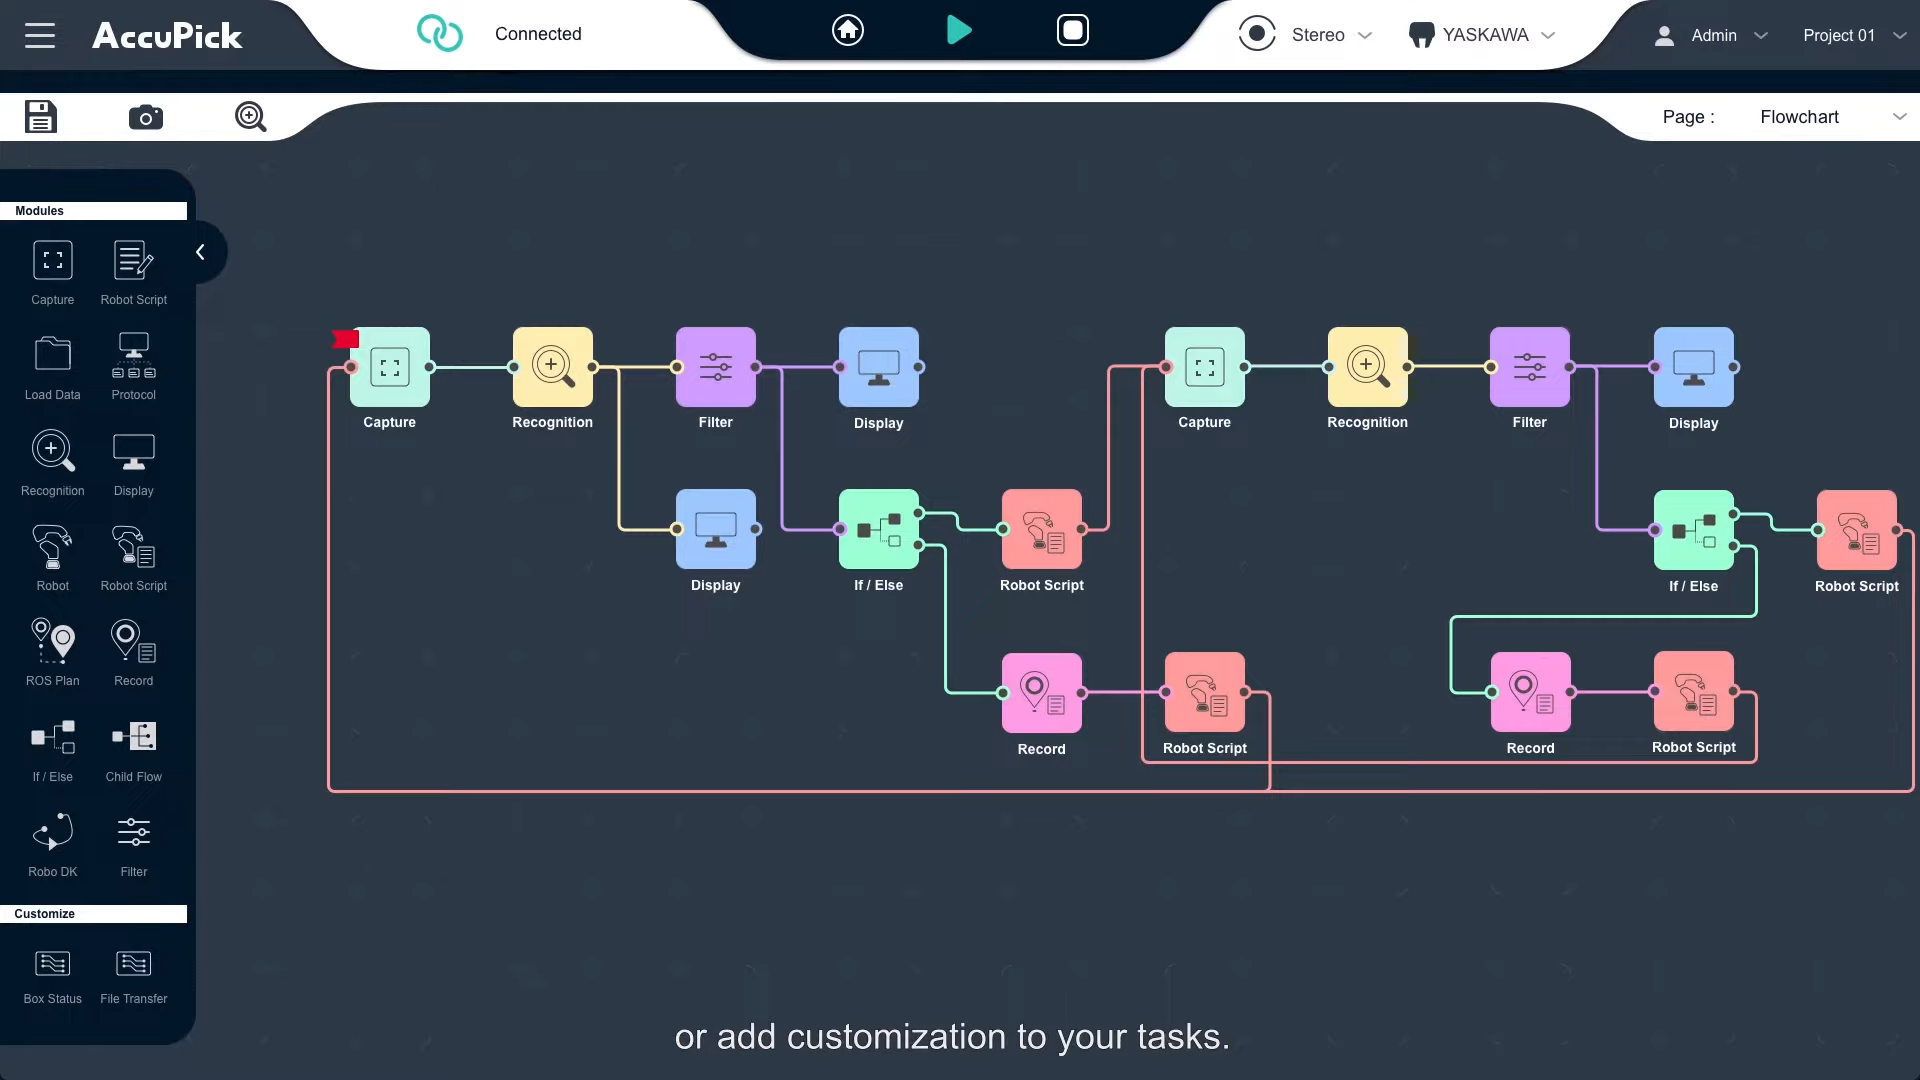 AccuPick
Connected
Stereo
YASKAWA
Admin
Project 01
Page :
Flowchart
Modules
Capture
Robot Script
Load Data
Protocol
Recognition
Display
Robot
Robot Script
ROS Plan
Record
If / Else
Child Flow
Robo DK
Filter
Customize
Box Status
File Transfer
Capture
Recognition
Filter
Display
Capture
Recognition
Filter
Display
Display
If / Else
Robot Script
If / Else
Robot Script
Record
Robot Script
Record
Robot Script
or add customization to your tasks.